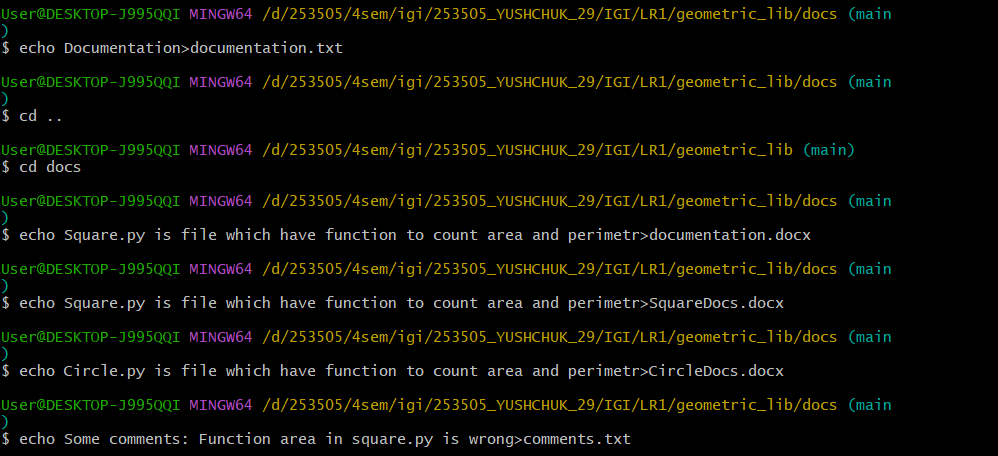 User@DESKTOP-J995QQI MINGW64 /d/253505/4sem/igi/253505_YUSHCHUK_29/IGI/LR1/geometric_lib/docs (main
)
$ echo Documentation>documentation.txt
User@DESKTOP-J995QQI MINGW64 /d/253505/4sem/igi/253505_YUSHCHUK_29/IGI/LR1/geometric_lib/docs (main
)
$ cd ..
User@DESKTOP-J995QQI MINGW64 /d/253505/4sem/igi/253505_YUSHCHUK_29/IGI/LR1/geometric_lib (main)
$ cd docs
User@DESKTOP-J995QQI MINGW64 /d/253505/4sem/igi/253505_YUSHCHUK_29/IGI/LR1/geometric_lib/docs (main
)
$ echo Square.py is file which have function to count area and perimetr>documentation.docx
User@DESKTOP-J995QQI MINGW64 /d/253505/4sem/igi/253505_YUSHCHUK_29/IGI/LR1/geometric_lib/docs (main
)
$ echo Square.py is file which have function to count area and perimetr>SquareDocs.docx
User@DESKTOP-J995QQI MINGW64 /d/253505/4sem/igi/253505_YUSHCHUK_29/IGI/LR1/geometric_lib/docs (main
)
$ echo Circle.py is file which have function to count area and perimetr>CircleDocs.docx
User@DESKTOP-J995QQI MINGW64 /d/253505/4sem/igi/253505_YUSHCHUK_29/IGI/LR1/geometric_lib/docs (main
)
$ echo Some comments: Function area in square.py is wrong>comments.txt